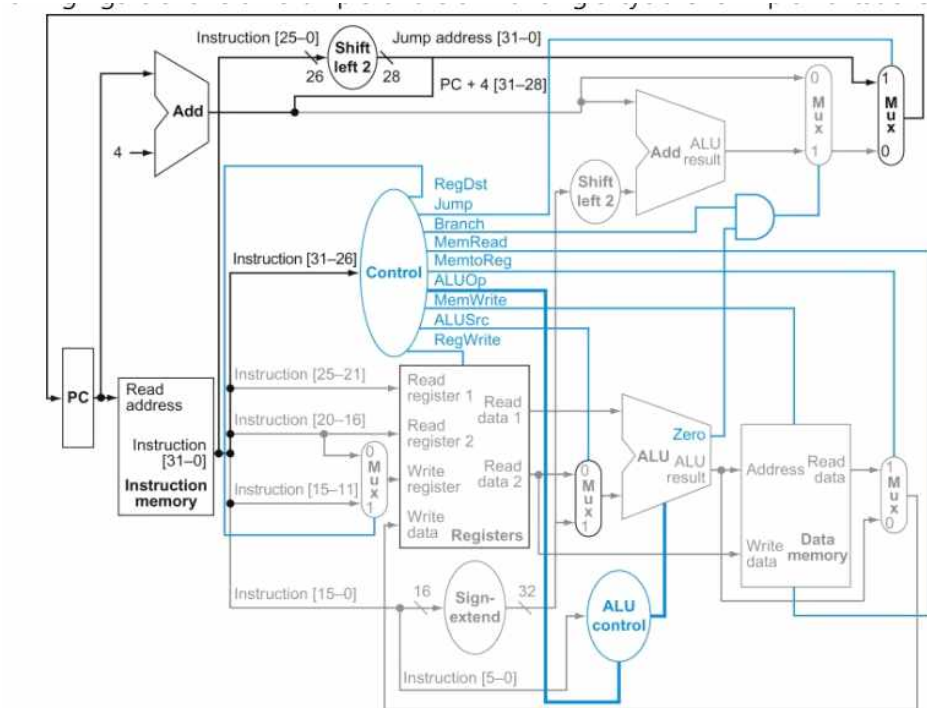 Instruction [25–0]
Shift
left 2
Jump address [31–0]
26
28
PC + 4 [31–28]
Add
4
0
M
u
x
1
1
M
u
x
0
Add
ALU
result
Shift
left 2
RegDst
Jump
Branch
MemRead
MemtoReg
ALUOp
MemWrite
ALUSrc
RegWrite
Control
Instruction [31–26]
PC
Read
address
Instruction
[31–0]
Instruction
memory
Instruction [25–21]
Instruction [20–16]
Instruction [15–11]
0
M
u
x
1
Read
register 1
Read
register 2
Write
register
Write
data
Read
data 1
Read
data 2
Registers
0
M
u
x
1
Zero
ALU
ALU
result
Address
Read
data
Write
data
Data
memory
1
M
u
x
0
Instruction [15–0]
16
Sign-
extend
32
ALU
control
Instruction [5–0]